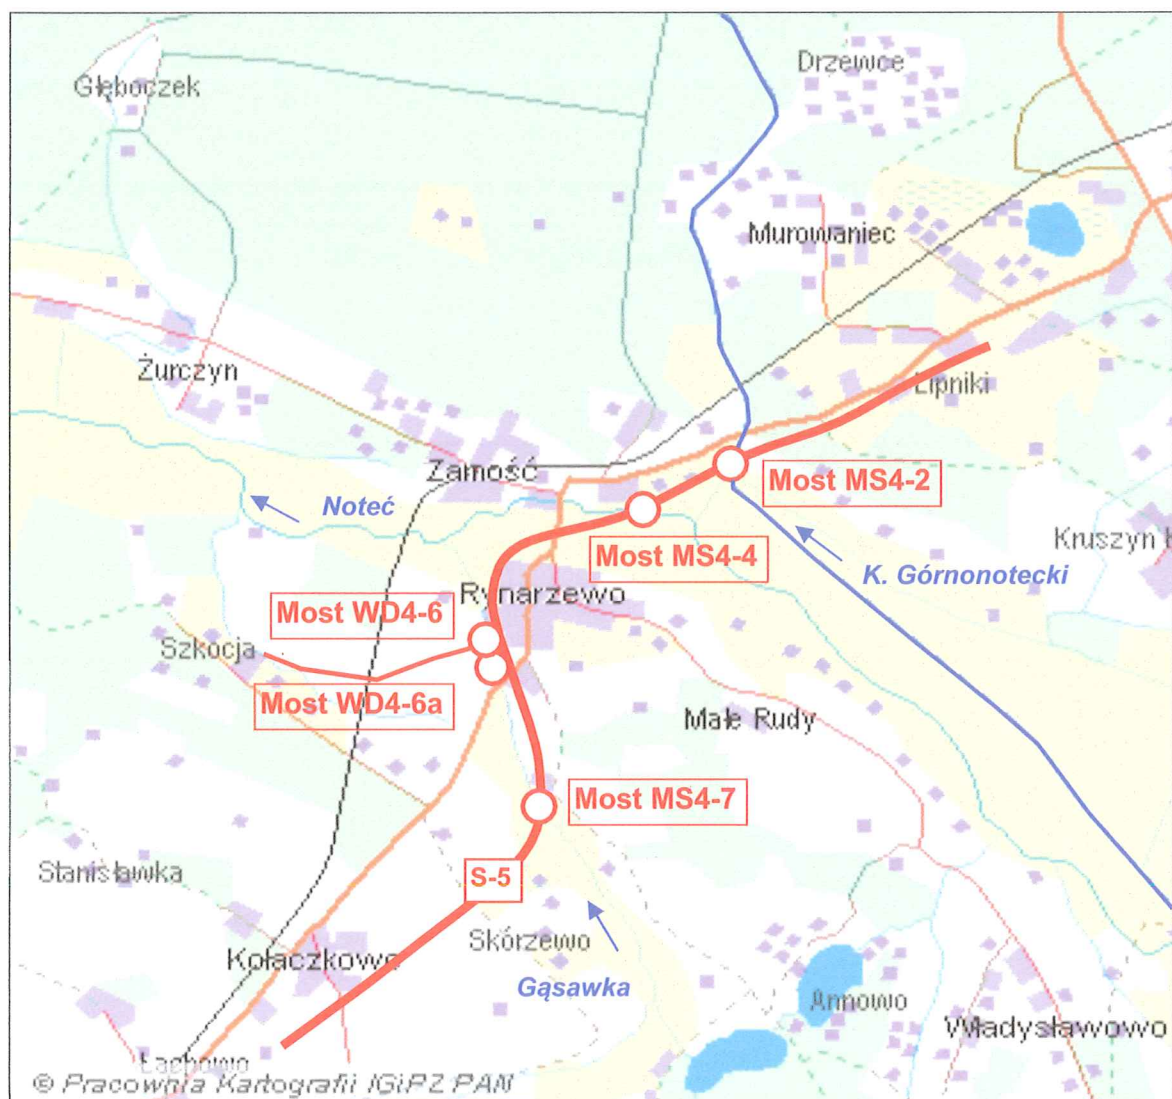 Drzewce
Głęboczek
Murowaniec
Żurczyn
Lipniki
Zamość
Most MS4-2
Noteć
Kruszyn K
Most MS4-4
K. Górnonotecki
Rynarzewo
Most WD4-6
Szkocja
Most WD4-6a
Małe Rudy
Most MS4-7
Stanisławka
S-5
Skórzewo
Kołaczkowo
Gąsawka
Annowo
Władysławowo
Łachowo
© Pracownia Kartografii IGiPZ PAN